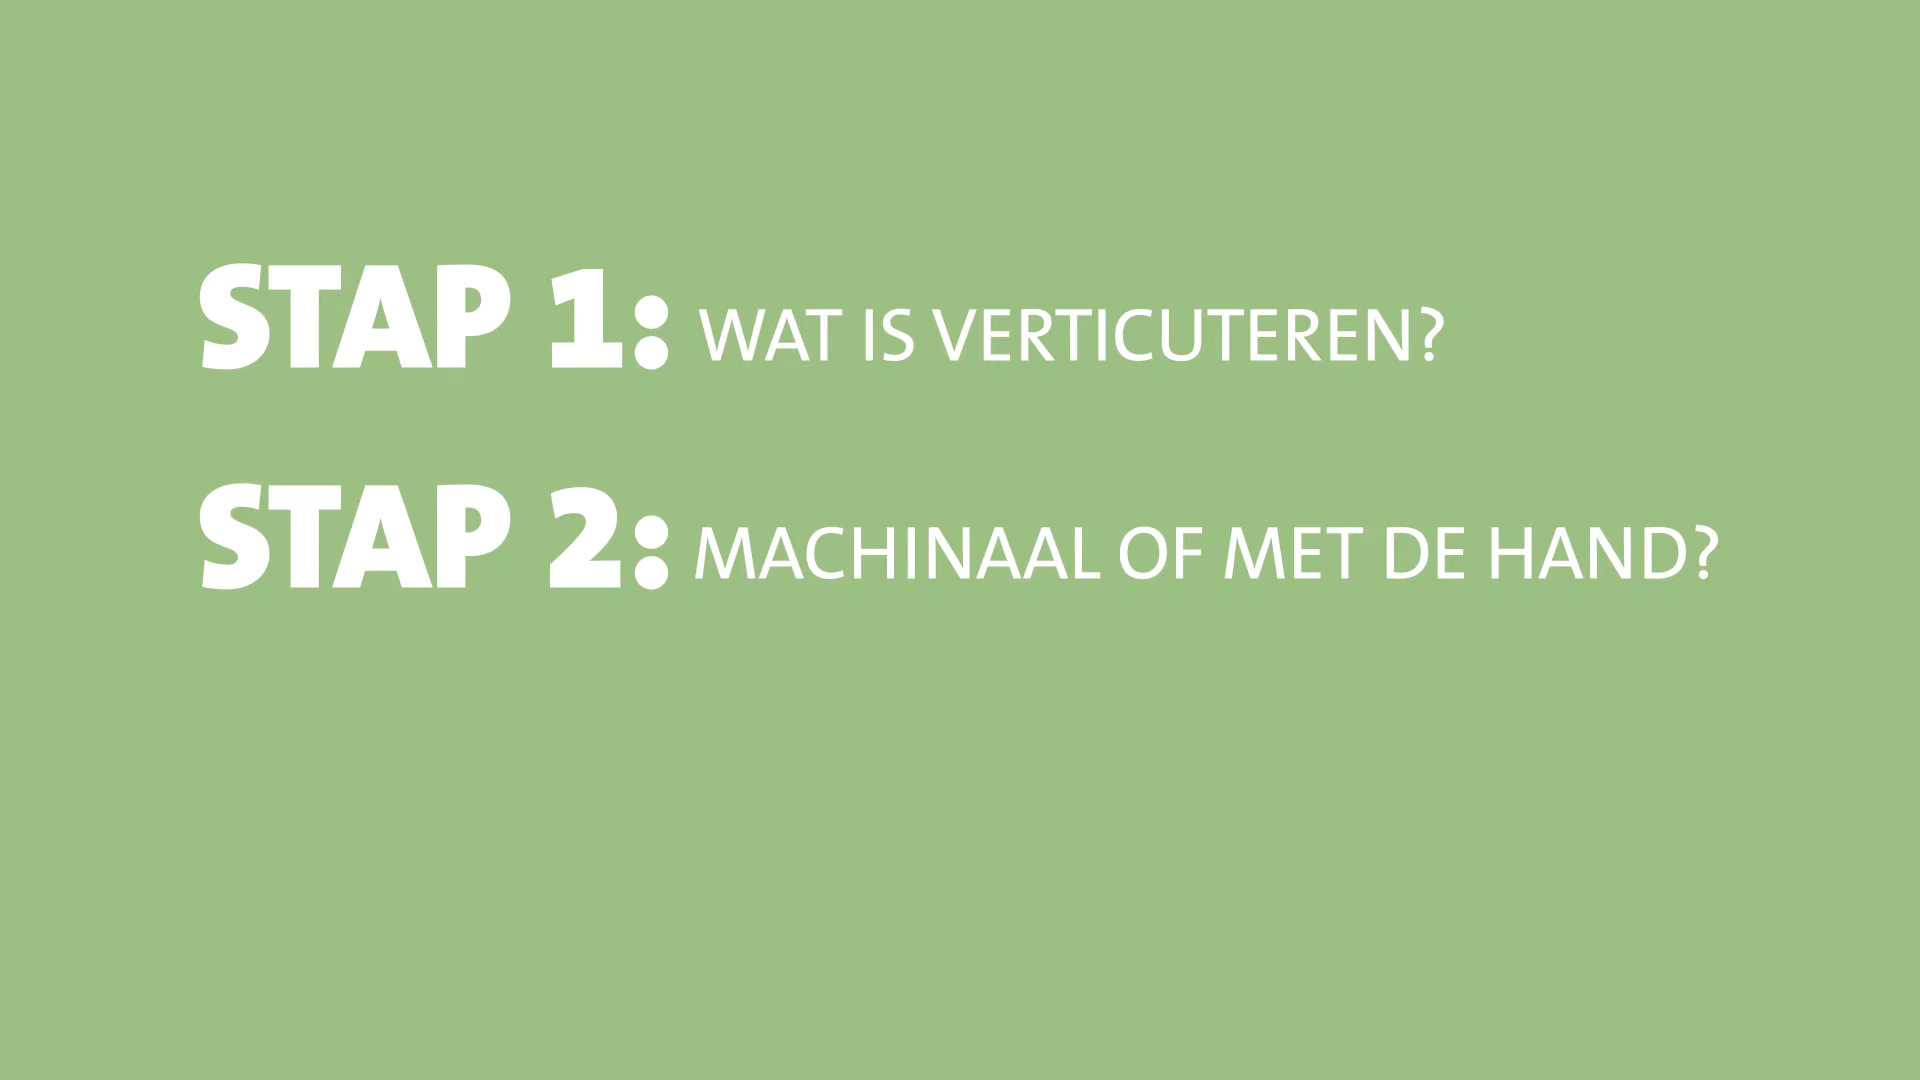 STAP 1: WAT IS VERTICUTEREN?
STAP 2: MACHINAAL OF MET DE HAND?